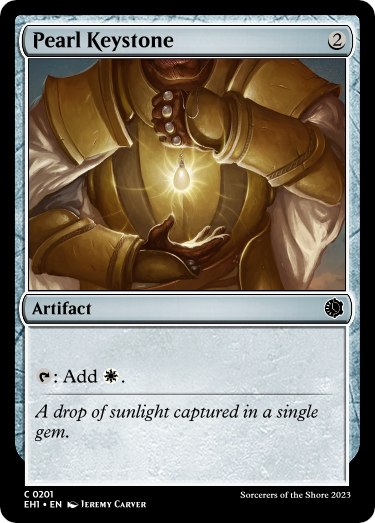 Pearl Keystone 2
Artifact
: Add .
A drop of sunlight captured in a single
gem.
C 0201
EH1 • EN Jeremy Carver
Sorcerers of the Shore 2023